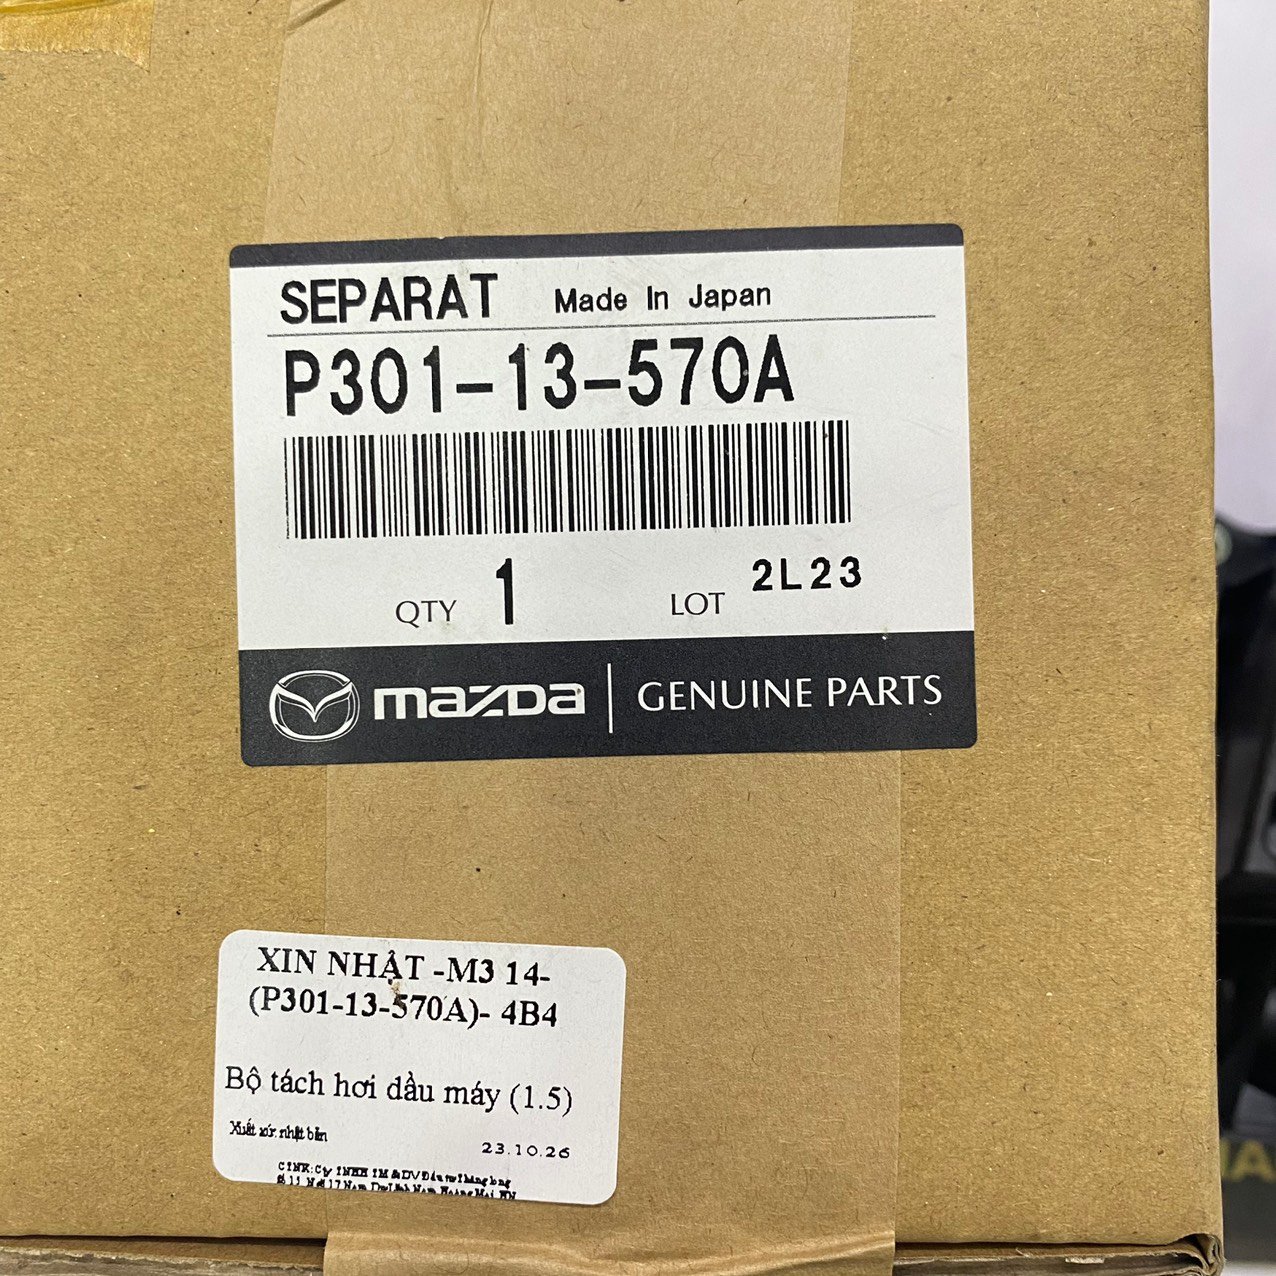 SEPARAT Made In Japan
P301-13-570A
QTY 1 LOT 2L23
mazda GENUINE PARTS
XIN NHẬT -M3 14-
(P301-13-570A)- 4B4
Bộ tách hơi dầu máy (1.5)
Xuất xứ: nhật bản
23.10.26